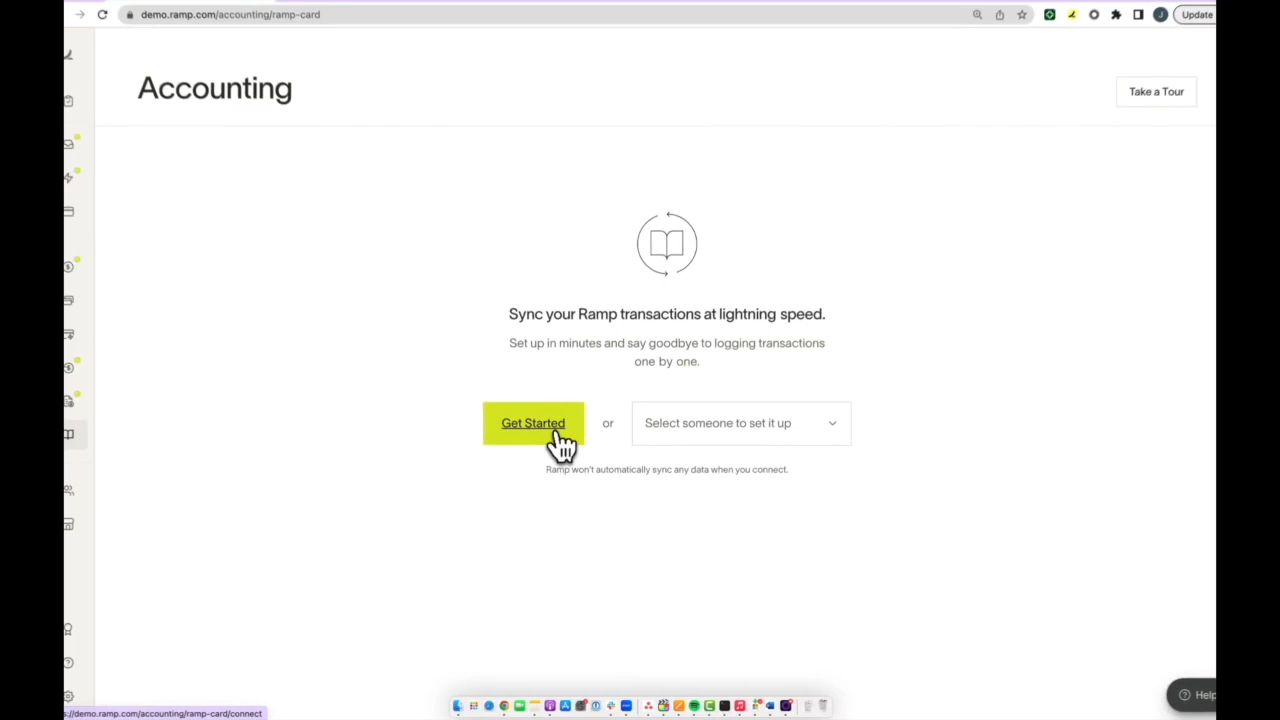 demo.ramp.com/accounting/ramp-card
Update
Accounting
Take a Tour
Sync your Ramp transactions at lightning speed.
Set up in minutes and say goodbye to logging transactions
one by one.
Get Started
or
Select someone to set it up
Ramp won't automatically sync any data when you connect.
Help
s://demo.ramp.com/accounting/ramp-card/connect